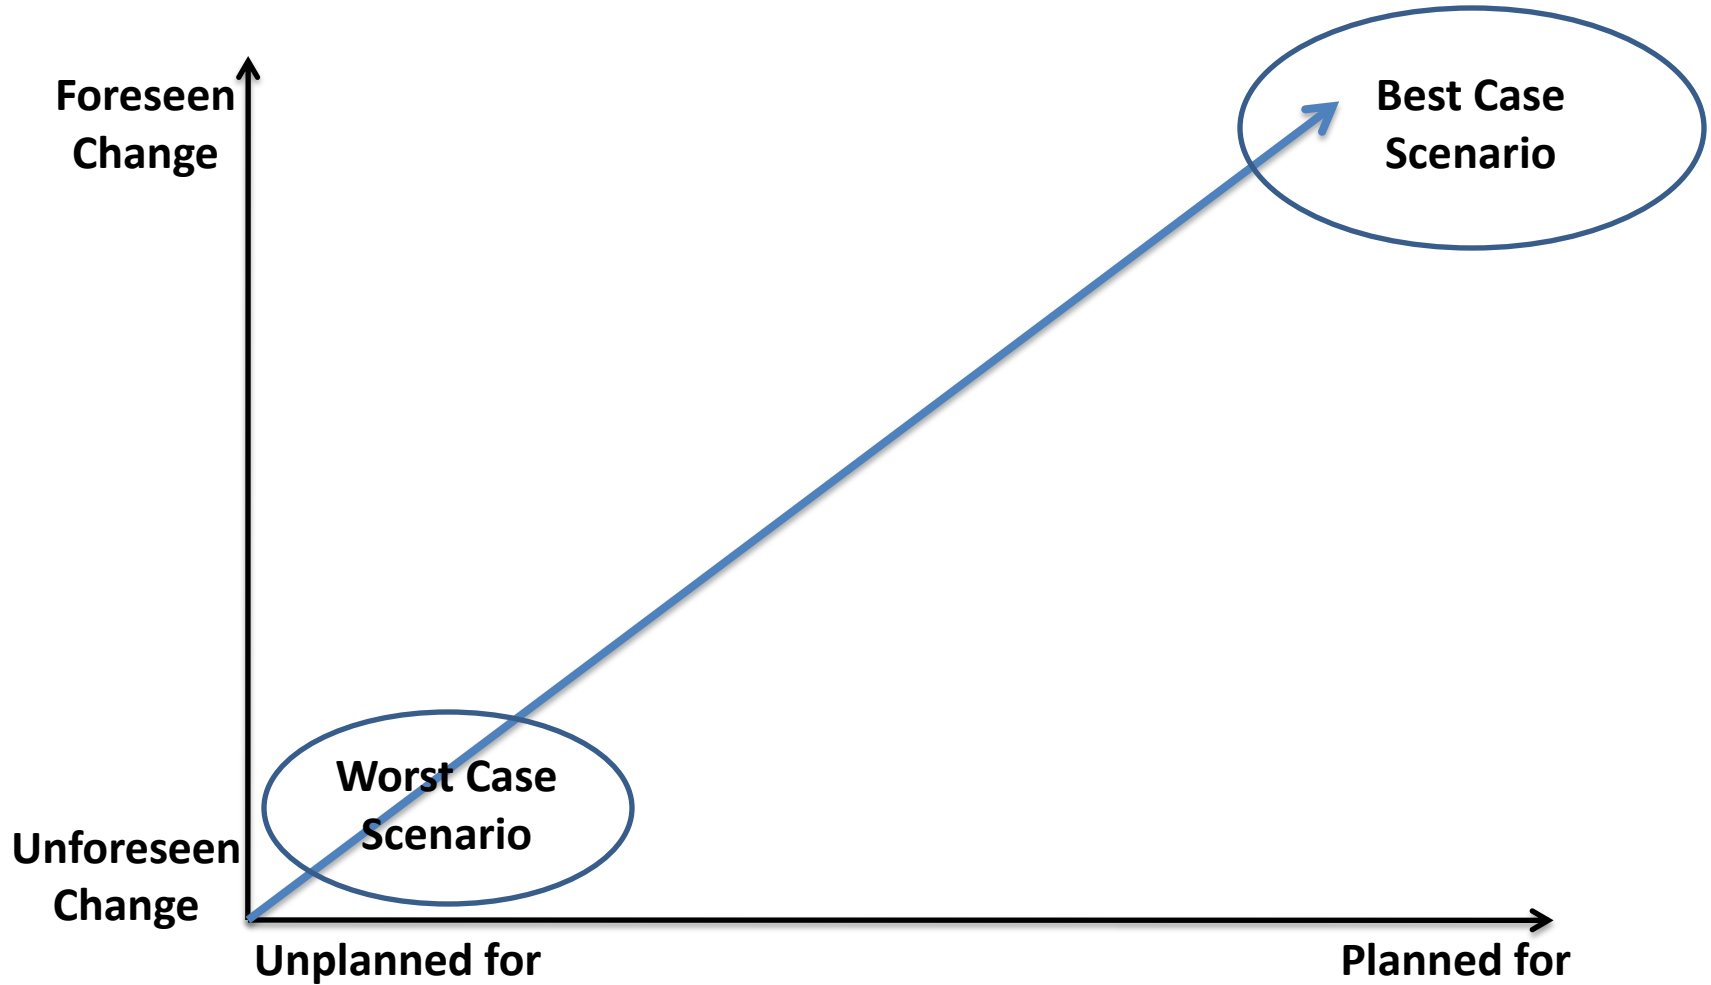 Foreseen
Change
Best Case
Scenario
Worst Case
Scenario
Unforeseen
Change
Unplanned for
Planned for